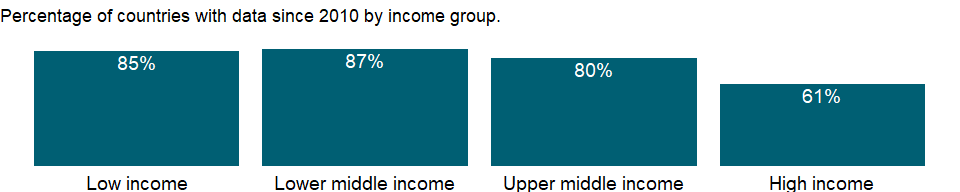 Percentage of countries with data since 2010 by income group.
85%
87%
80%
61%
Low income
Lower middle income
Upper middle income
High income